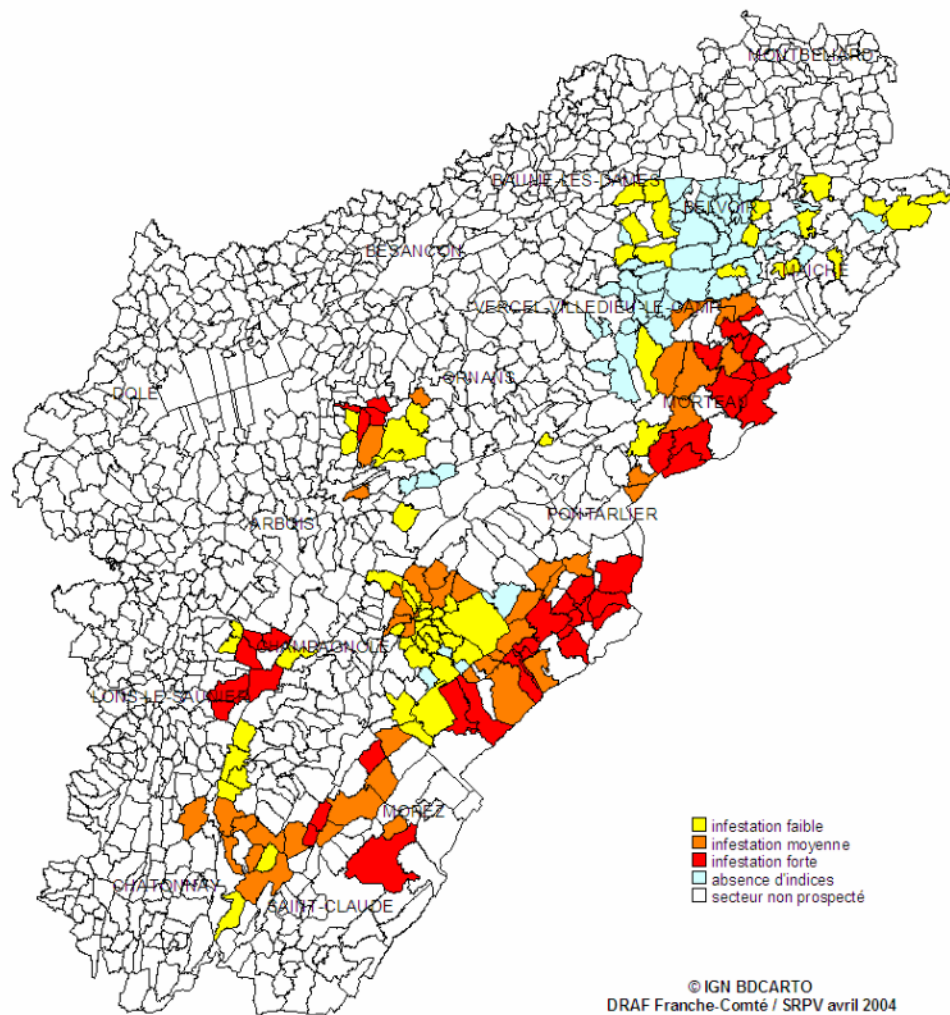 MONTBELIARD
BAUME-LES-DAMES
BELVOIR
BESANCON
MAICHE
VERCEL-VILLEDIEU-LE-CAMP
ORNANS
DOLE
MORTEAU
PONTARLIER
ARBOIS
CHAMPAGNOLE
LONS-LE-SAUNIER
MOREZ
infestation faible
infestation moyenne
infestation forte
absence d'indices
secteur non prospecté
CHATONNAY
SAINT-CLAUDE
© IGN BDCARTO
DRAF Franche-Comté / SRPV avril 2004